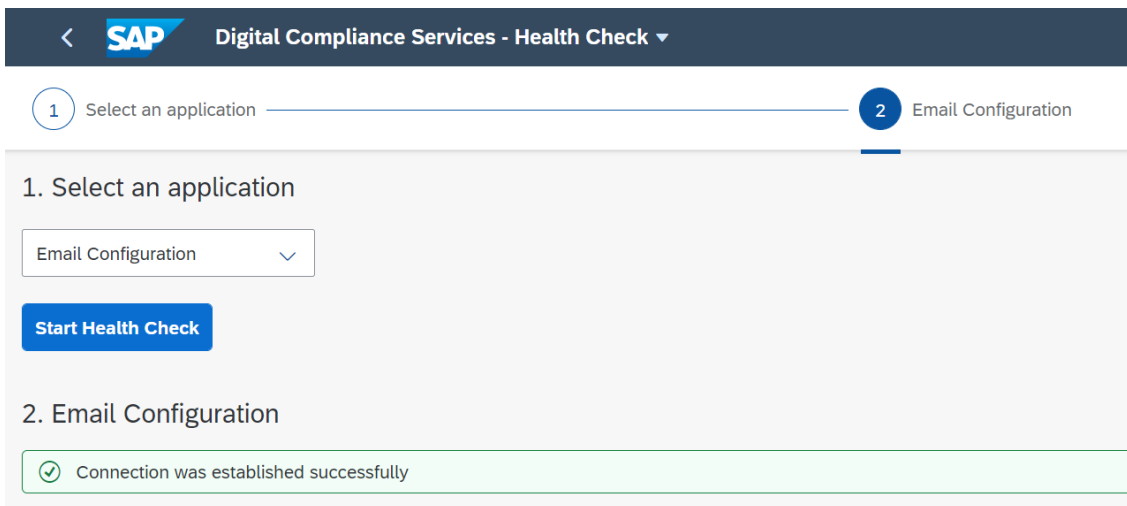 SAP Digital Compliance Services - Health Check
1 Select an application 2 Email Configuration
1. Select an application
Email Configuration
Start Health Check
2. Email Configuration
Connection was established successfully